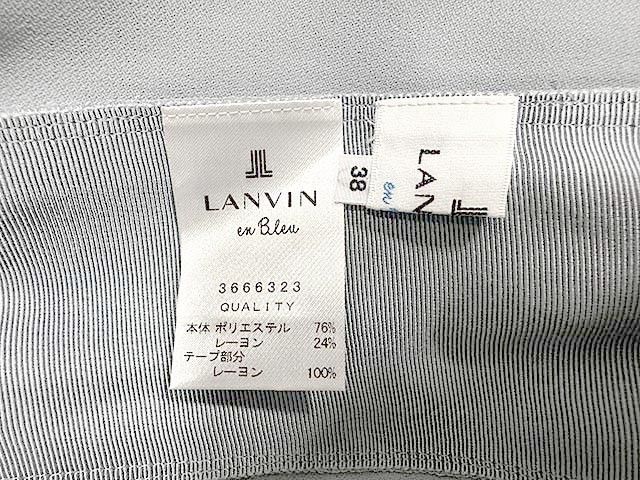 LANVIN
en Bleu
3666323
QUALITY
本体 ポリエステル 76%
レーヨン 24%
テープ部分
レーヨン 100%
38
LAN
en